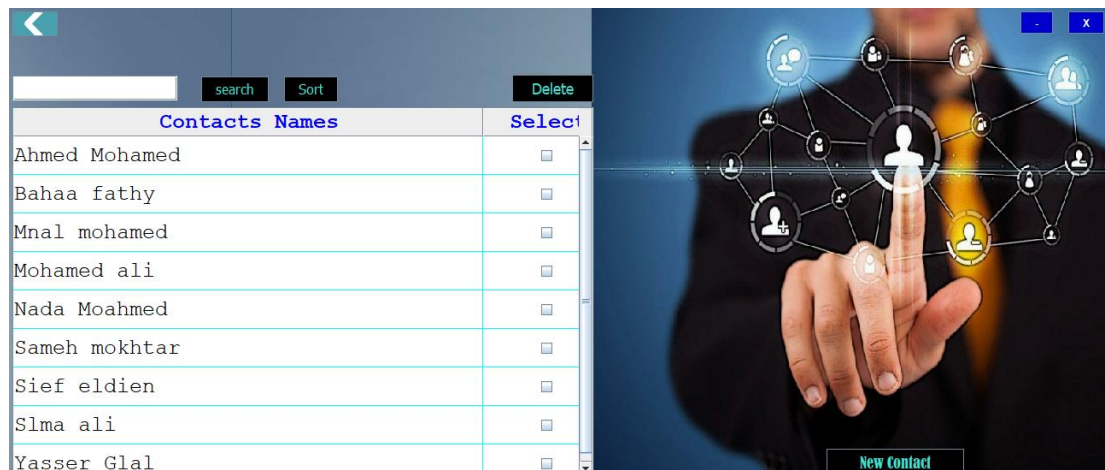 - X
search Sort Delete
Contacts Names Select
Ahmed Mohamed
Bahaa fathy
Mnal mohamed
Mohamed ali
Nada Moahmed
Sameh mokhtar
Sief eldien
Slma ali
Yasser Glal
New Contact